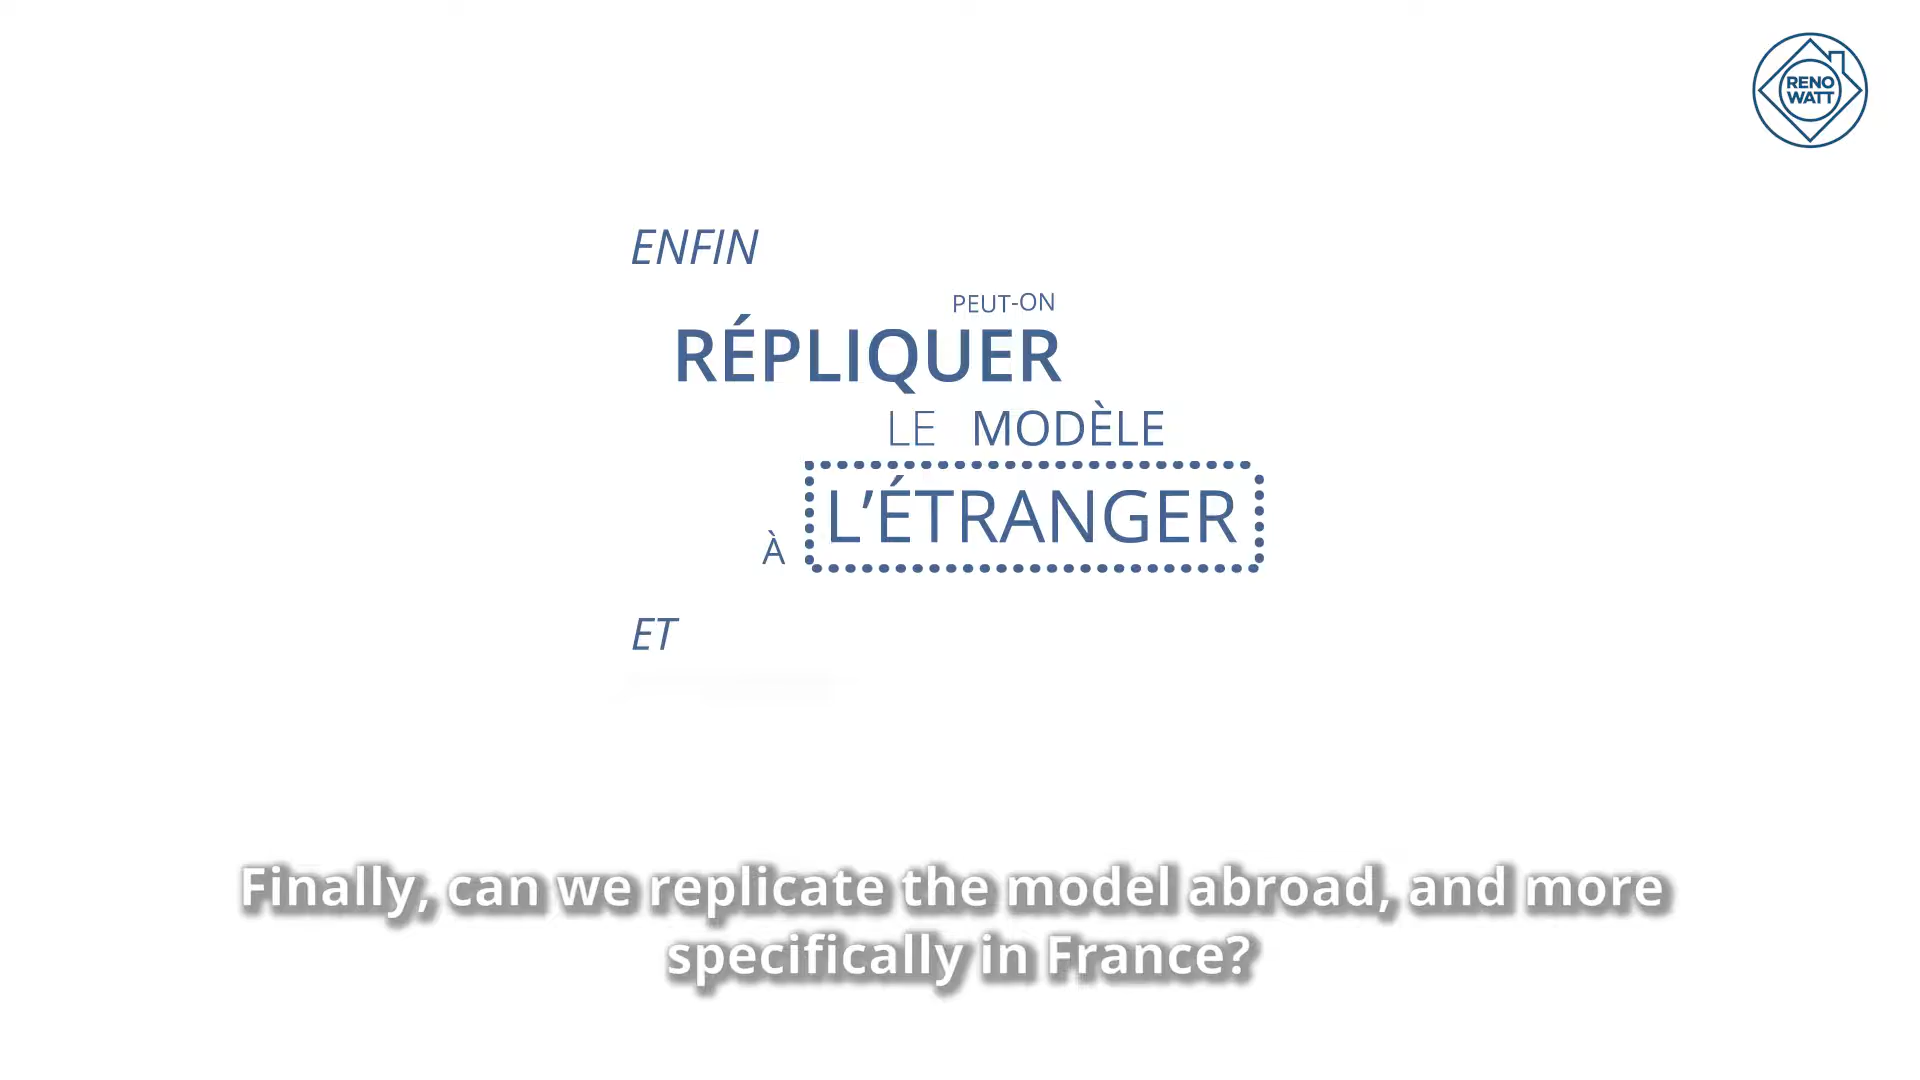 RENO
WATT
ENFIN
PEUT-ON
RÉPLIQUER
LE MODÈLE
À L'ÉTRANGER
ET
Finally, can we replicate the model abroad, and more
specifically in France?